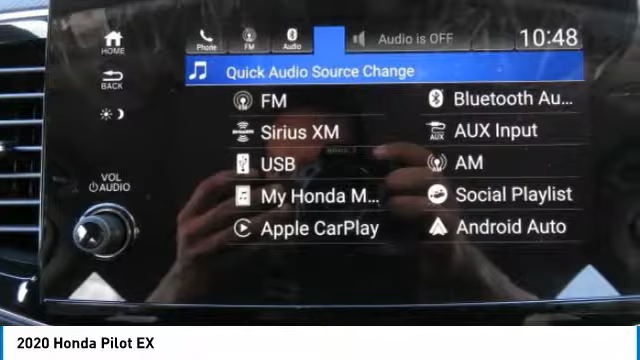 HOME
BACK
VOL
AUDIO
Phone
FM
Audio
Audio is OFF
10:48
Quick Audio Source Change
FM
Bluetooth Au...
Sirius XM
AUX Input
USB
AM
My Honda M...
Social Playlist
Apple CarPlay
Android Auto
2020 Honda Pilot EX